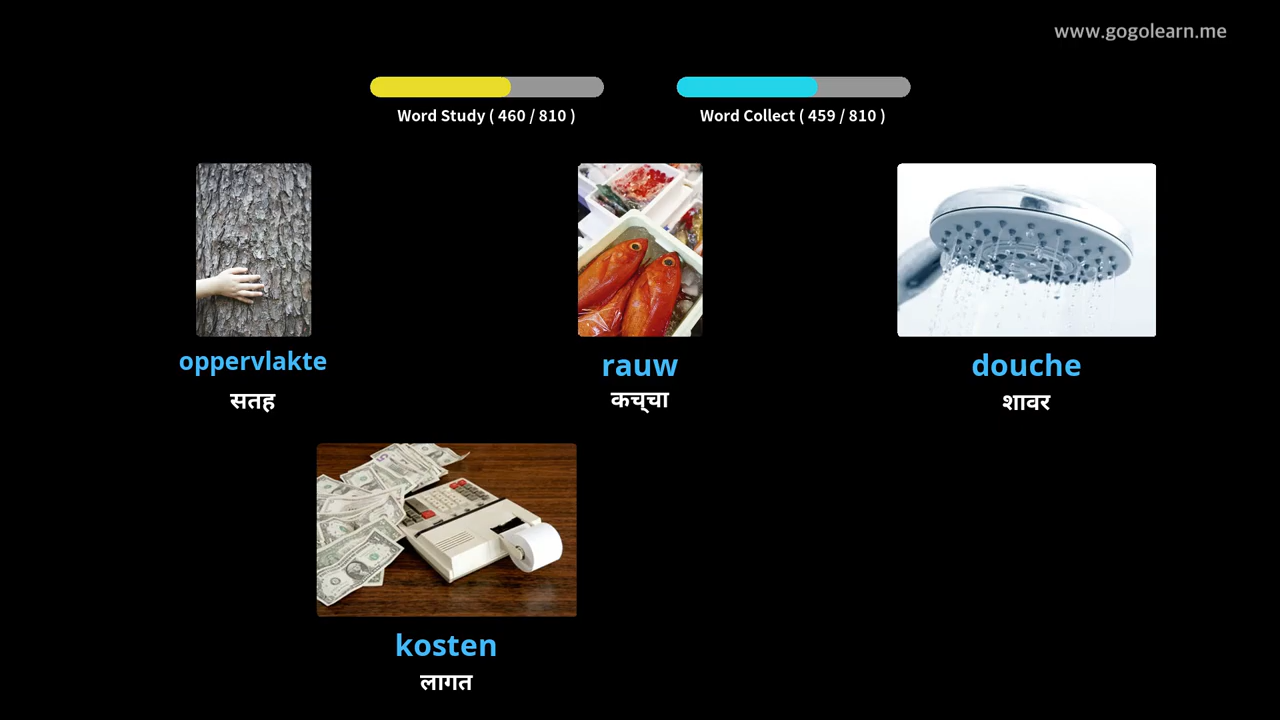 www.gogolearn.me
Word Study ( 460 / 810 )
Word Collect ( 459 / 810 )
oppervlakte
सतह
rauw
कच्चा
douche
शावर
kosten
लागत